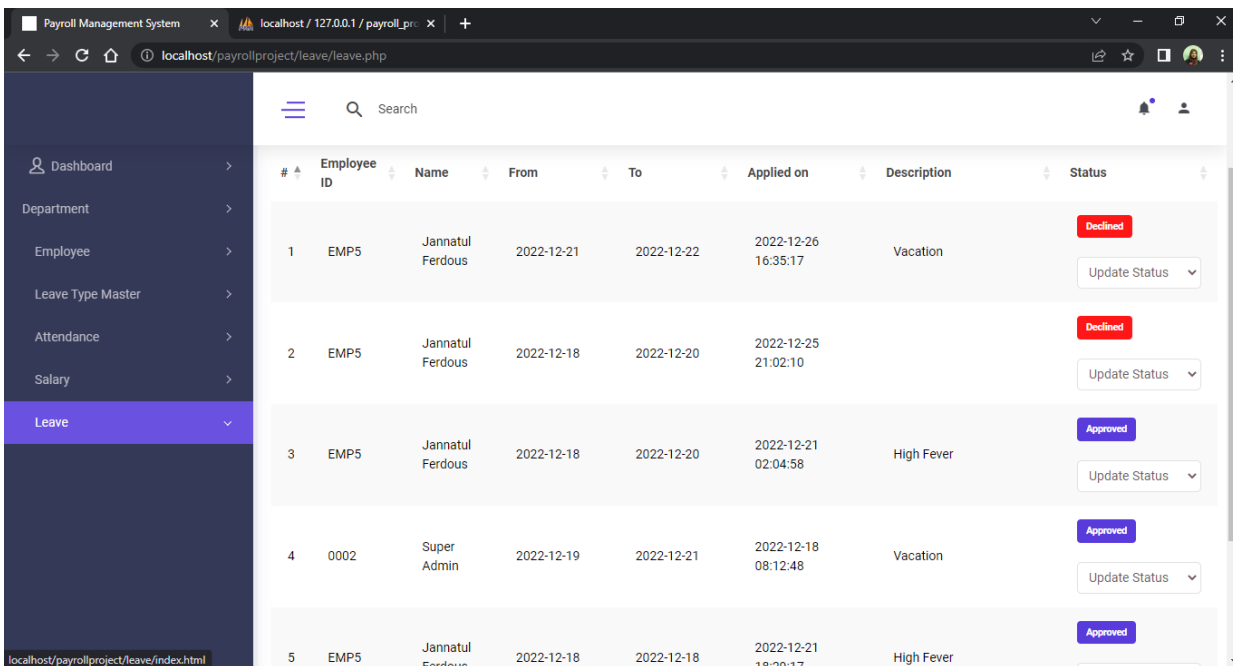 Payroll Management System
localhost / 127.0.0.1 / payroll_pro
localhost/payrollproject/leave/leave.php
Search
Dashboard
Department
Employee
Leave Type Master
Attendance
Salary
Leave
# Employee ID Name From To Applied on Description Status
1 EMP5 Jannatul Ferdous 2022-12-21 2022-12-22 2022-12-26 16:35:17 Vacation Declined
Update Status
2 EMP5 Jannatul Ferdous 2022-12-18 2022-12-20 2022-12-25 21:02:10 Declined
Update Status
3 EMP5 Jannatul Ferdous 2022-12-18 2022-12-20 2022-12-21 02:04:58 High Fever Approved
Update Status
4 0002 Super Admin 2022-12-19 2022-12-21 2022-12-18 08:12:48 Vacation Approved
Update Status
5 EMP5 Jannatul Ferdous 2022-12-18 2022-12-18 2022-12-21 High Fever Approved
localhost/payrollproject/leave/index.html